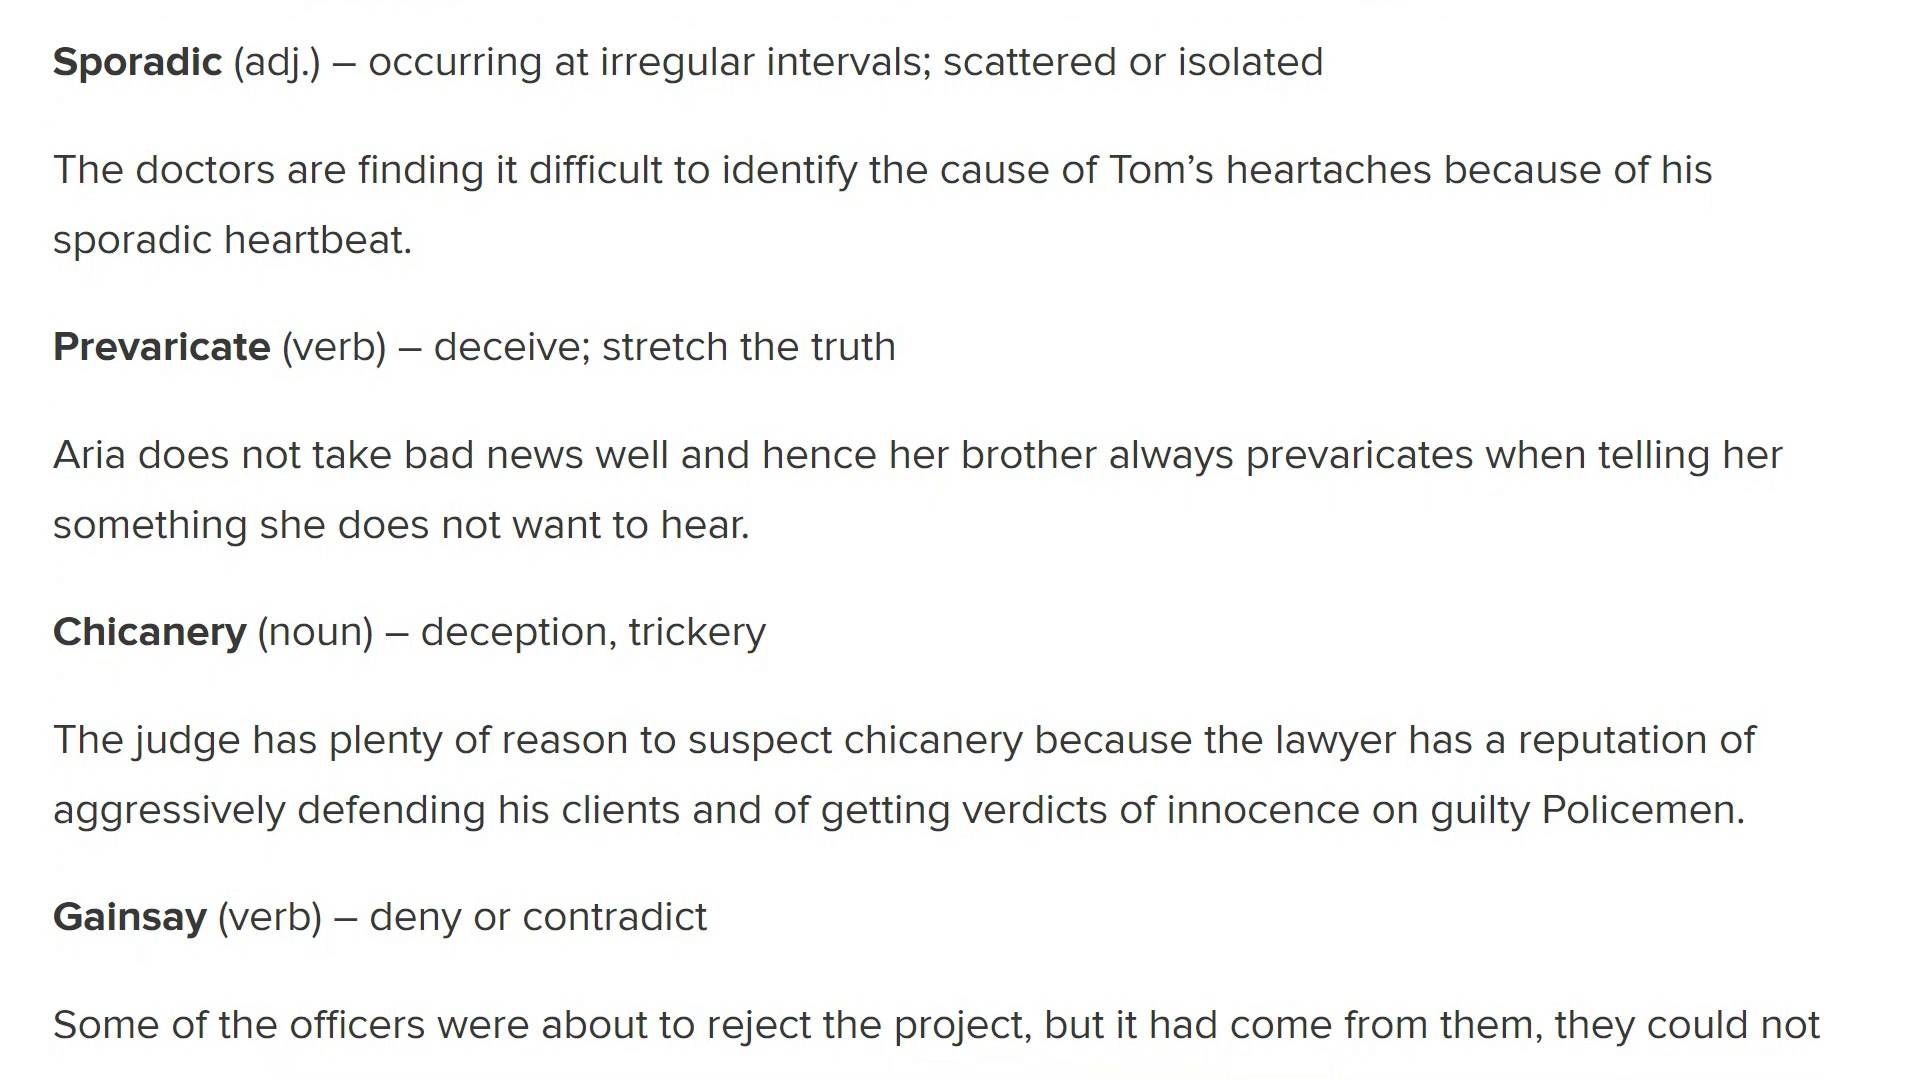 Sporadic (adj.) – occurring at irregular intervals; scattered or isolated
The doctors are finding it difficult to identify the cause of Tom’s heartaches because of his
sporadic heartbeat.
Prevaricate (verb) – deceive; stretch the truth
Aria does not take bad news well and hence her brother always prevaricates when telling her
something she does not want to hear.
Chicanery (noun) – deception, trickery
The judge has plenty of reason to suspect chicanery because the lawyer has a reputation of
aggressively defending his clients and of getting verdicts of innocence on guilty Policemen.
Gainsay (verb) – deny or contradict
Some of the officers were about to reject the project, but it had come from them, they could not